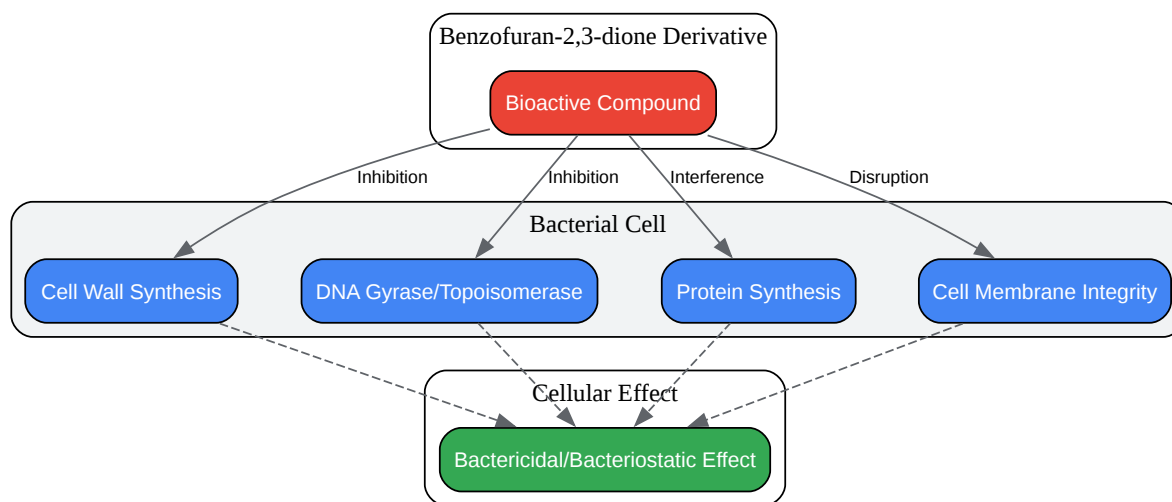 Benzofuran-2,3-dione Derivative
Bioactive Compound
Inhibition
Inhibition
Interference
Disruption
Bacterial Cell
Cell Wall Synthesis
DNA Gyrase/Topoisomerase
Protein Synthesis
Cell Membrane Integrity
Cellular Effect
Bactericidal/Bacteriostatic Effect